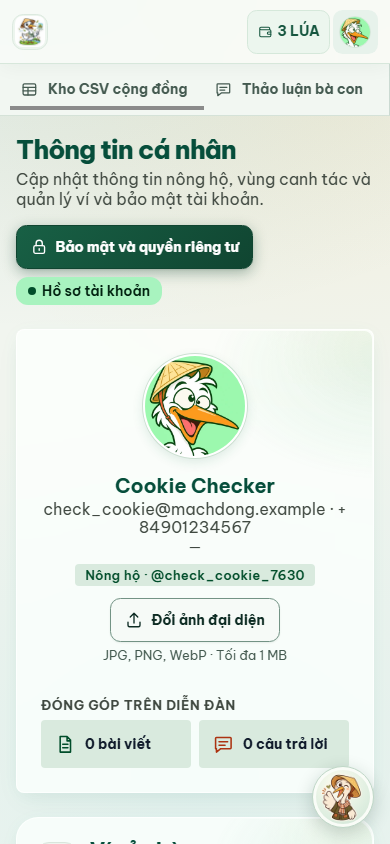 3 LÚA
Kho CSV cộng đồng
Thảo luận bà con
Thông tin cá nhân
Cập nhật thông tin nông hộ, vùng canh tác và
quản lý ví và bảo mật tài khoản.
Bảo mật và quyền riêng tư
Hồ sơ tài khoản
Cookie Checker
check_cookie@machdong.example · +
84901234567
—
Nông hộ · @check_cookie_7630
Đổi ảnh đại diện
JPG, PNG, WebP · Tối đa 1 MB
ĐÓNG GÓP TRÊN DIỄN ĐÀN
0 bài viết
0 câu trả lời